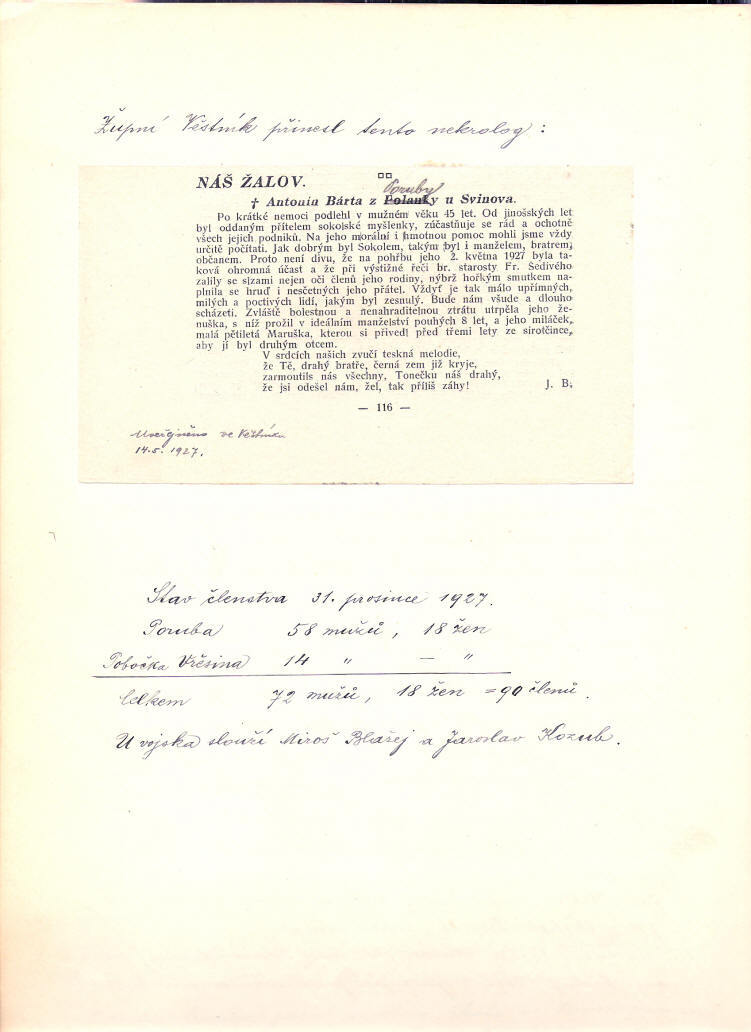 Župní Věstník přinesl tento nekrolog :
NÁŠ ŽALOV.
Poruby
† Antonín Bárta z Polanky u Svinova.
Po krátké nemoci podlehl v mužném věku 45 let. Od jinošských let
byl oddaným přítelem sokolské myšlenky, zúčastňuje se rád a ochotně
všech jejich podniků. Na jeho morální i hmotnou pomoc mohli jsme vždy
určitě počítati. Jak dobrým byl Sokolem, takým byl i manželem, bratrem,
občanem. Proto není divu, že na pohřbu jeho 2. května 1927 byla ta-
ková ohromná účast a že při výstižné řeči br. starosty Fr. Šedivého
zalily se slzami nejen oči členů jeho rodiny, nýbrž hořkým smutkem na-
plnila se hruď i nesčetných jeho přátel. Vždyť je tak málo upřímných,
milých a poctivých lidí, jakým byl zesnulý. Bude nám všude a dlouho
scházeti. Zvláště bolestnou a nenahraditelnou ztrátu utrpěla jeho že-
nuška, s níž prožil v ideálním manželství pouhých 8 let, a jeho miláček,
malá pětiletá Maruška, kterou si přivedl před třemi lety ze sirotčince,
aby jí byl druhým otcem.
V srdcích našich zvučí teskná melodie,
že Tě, drahý bratře, černá zem již kryje,
zarmoutils nás všechny, Tonečku náš drahý,
že jsi odešel nám, žel, tak příliš záhy! J. B.
— 116 —
Uveřejněno ve Věstníku
14.5. 1927.
Stav členstva 31. prosince 1927.
Poruba 58 mužů, 18 žen
Pobočka Vřesina 14 " — "
Celkem 72 mužů, 18 žen = 90 členů.
U vojska slouží Miroš Blažej a Jaroslav Kozub.